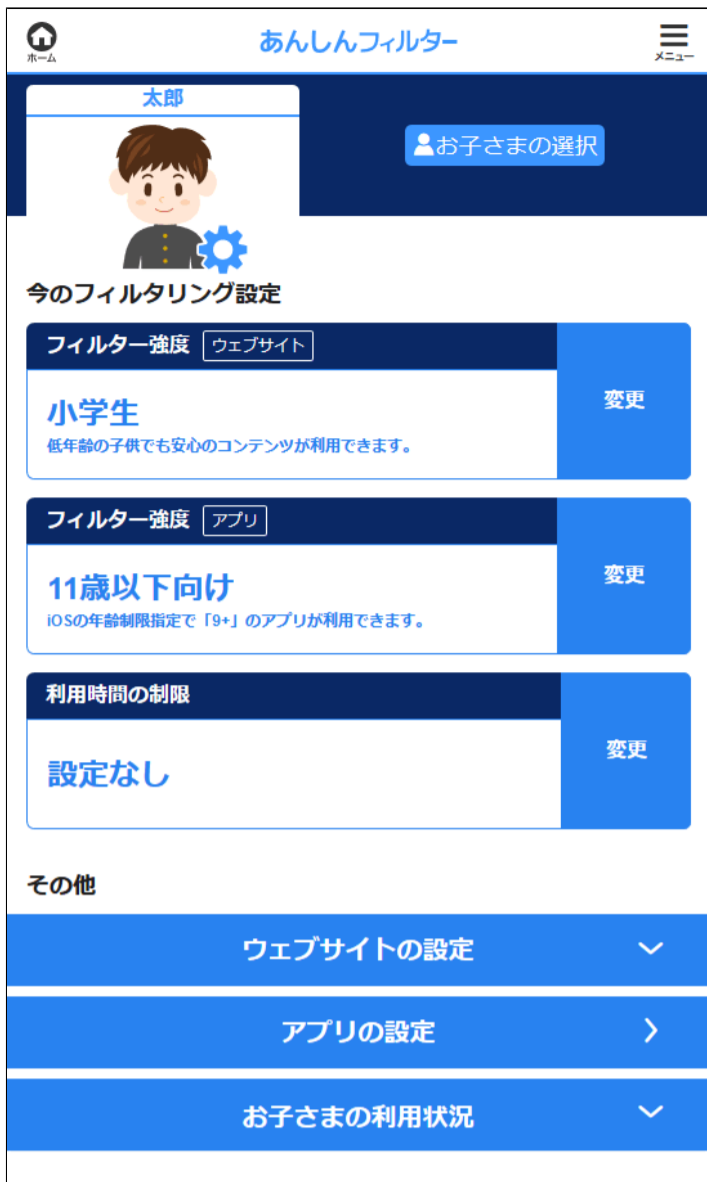 ホーム
あんしんフィルター
メニュー
太郎
お子さまの選択
今のフィルタリング設定
フィルター強度 ウェブサイト
小学生
低年齢の子供でも安心のコンテンツが利用できます。
変更
フィルター強度 アプリ
11歳以下向け
iOSの年齢制限指定で「9+」のアプリが利用できます。
変更
利用時間の制限
設定なし
変更
その他
ウェブサイトの設定
アプリの設定
お子さまの利用状況